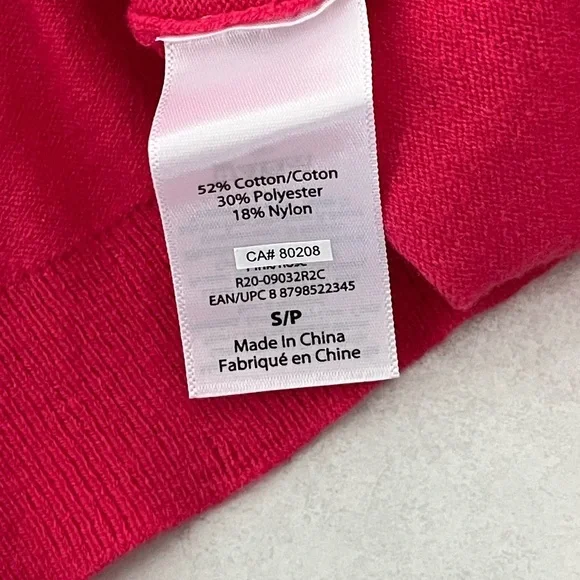 52% Cotton/Coton
30% Polyester
18% Nylon
CA# 80208
R20-09032R2C
EAN/UPC 8 8798522345
S/P
Made In China
Fabriqué en Chine